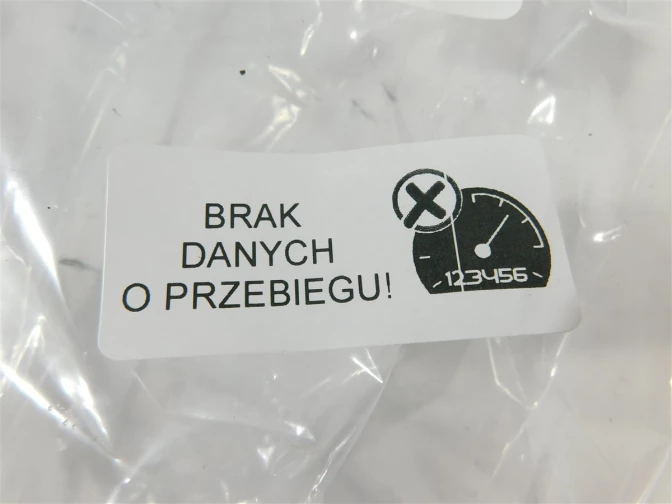 BRAK
DANYCH
O PRZEBIEGU!
123456